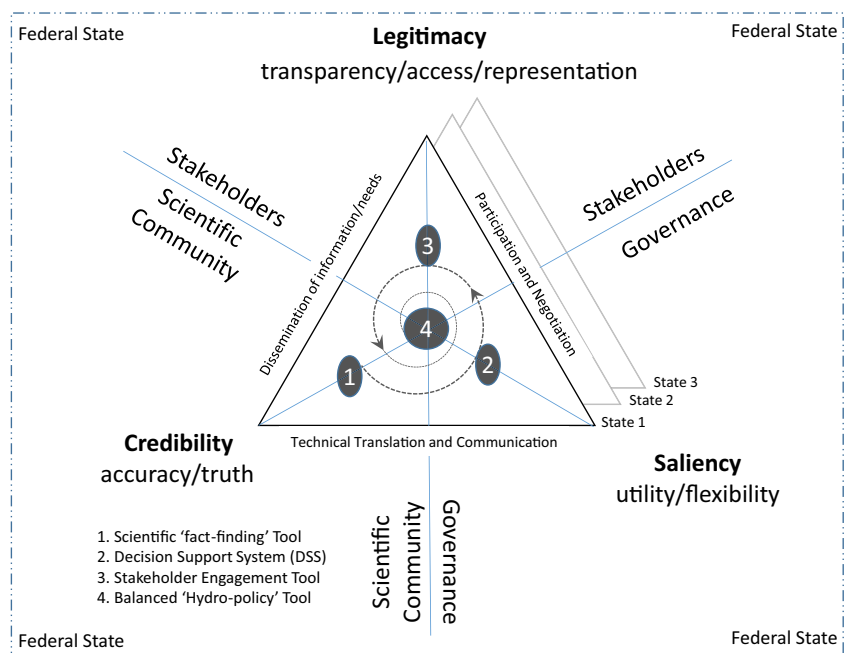 Federal State
Federal State
Legitimacy
transparency/access/representation
Stakeholders
Scientific
Community
Stakeholders
Governance
Dissemination of information/needs
Participation and Negotiation
3
4
1
2
State 3
State 2
State 1
Technical Translation and Communication
Credibility
accuracy/truth
Saliency
utility/flexibility
Scientific
Community
Governance
1. Scientific ‘fact-finding’ Tool
2. Decision Support System (DSS)
3. Stakeholder Engagement Tool
4. Balanced ‘Hydro-policy’ Tool
Federal State
Federal State